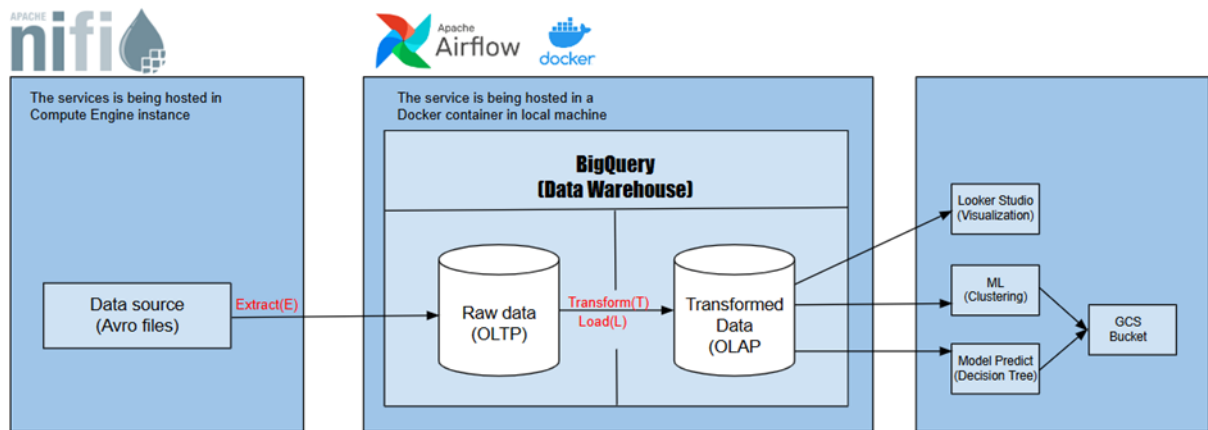 APACHE
nifi
Apache
Airflow
docker
The services is being hosted in
Compute Engine instance
The service is being hosted in a
Docker container in local machine
BigQuery
(Data Warehouse)
Data source
(Avro files)
Extract(E)
Raw data
(OLTP)
Transform(T)
Load(L)
Transformed
Data
(OLAP
Looker Studio
(Visualization)
ML
(Clustering)
Model Predict
(Decision Tree)
GCS
Bucket